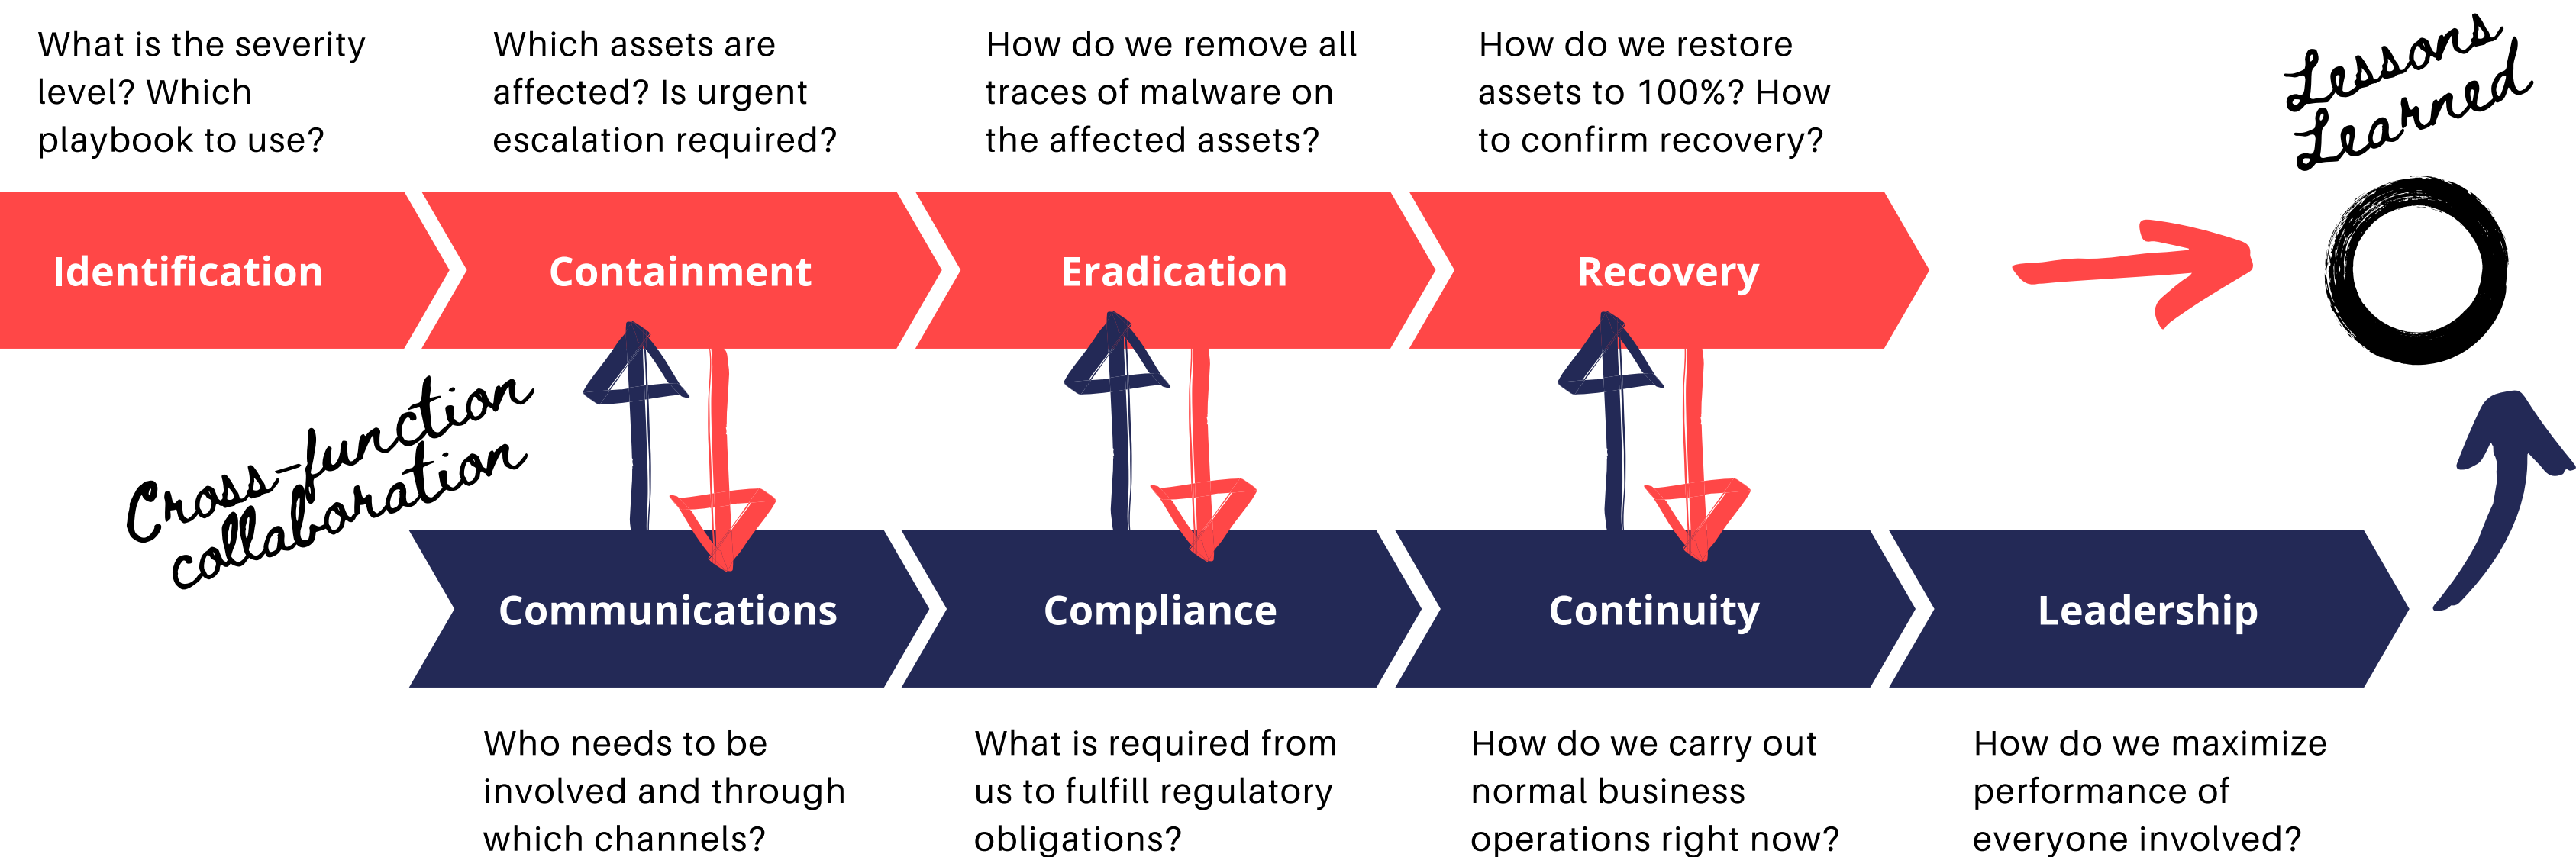 What is the severity
level? Which
playbook to use?
Which assets are
affected? Is urgent
escalation required?
How do we remove all
traces of malware on
the affected assets?
How do we restore
assets to 100%? How
to confirm recovery?
Lessons
Learned
Identification
Containment
Eradication
Recovery
Cross-function
collaboration
Communications
Compliance
Continuity
Leadership
Who needs to be
involved and through
which channels?
What is required from
us to fulfill regulatory
obligations?
How do we carry out
normal business
operations right now?
How do we maximize
performance of
everyone involved?